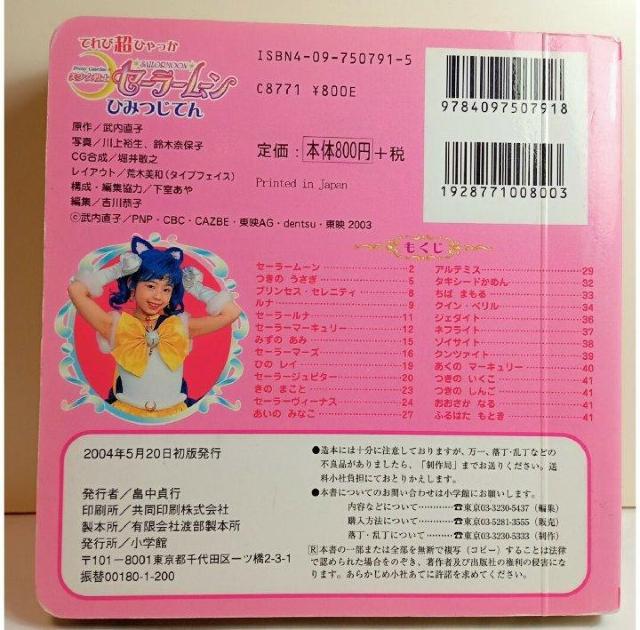 てれび超ひゃっか
Pretty Guardian
SAILORMOON
美少女戦士
セーラームーン
ひみつじてん
原作／武内直子
写真／川上裕生、鈴木奈保子
CG合成／堀井敏之
レイアウト／荒木美和(タイプフェイス)
構成・編集協力／下室あや
編集／吉川恭子
©武内直子／PNP・CBC・CAZBE・東映AG・dentsu・東映 2003
ISBN4-09-750791-5
C8771 ¥800E
定価：本体800円＋税
Printed in Japan
9784097507918
1928771008003
もくじ
セーラームーン 2
つきの うさぎ 5
プリンセス・セレニティ 8
ルナ 9
セーラールナ 11
セーラーマーキュリー 12
みずの あみ 15
セーラーマーズ 16
ひの レイ 19
セーラージュピター 20
きの まこと 23
セーラーヴィーナス 24
あいの みなこ 27
アルテミス 29
タキシードかめん 32
ちば まもる 33
クイン・ベリル 34
ジェダイト 36
ネフライト 37
ゾイサイト 38
クンツァイト 39
あくの マーキュリー 40
つきの いくこ 41
つきの しんご 41
おおさか なる 41
ふるはた もとき 41
2004年5月20日初版発行
発行者／畠中貞行
印刷所／共同印刷株式会社
製本所／有限会社渡部製本所
発行所／小学館
〒101-8001東京都千代田区一ツ橋2-3-1
振替00180-1-200
●造本には十分に注意しておりますが、万一、落丁・乱丁などの
不良品がありましたら、「制作局」までお送りください。送
料小社負担にておとりかえします。
●本書についてのお問い合わせは小学館にお願いします。
内容などについて………☎東京03-3230-5437（編集）
購入方法について………☎東京03-5281-3555（販売）
落丁・乱丁について………☎東京03-3230-5333（制作）
R本書の一部または全部を無断で複写（コピー）することは法律
で認められた場合をのぞき、著作者及び出版社の権利の侵害にな
ります。あらかじめ小社あてに許諾を求めてください。